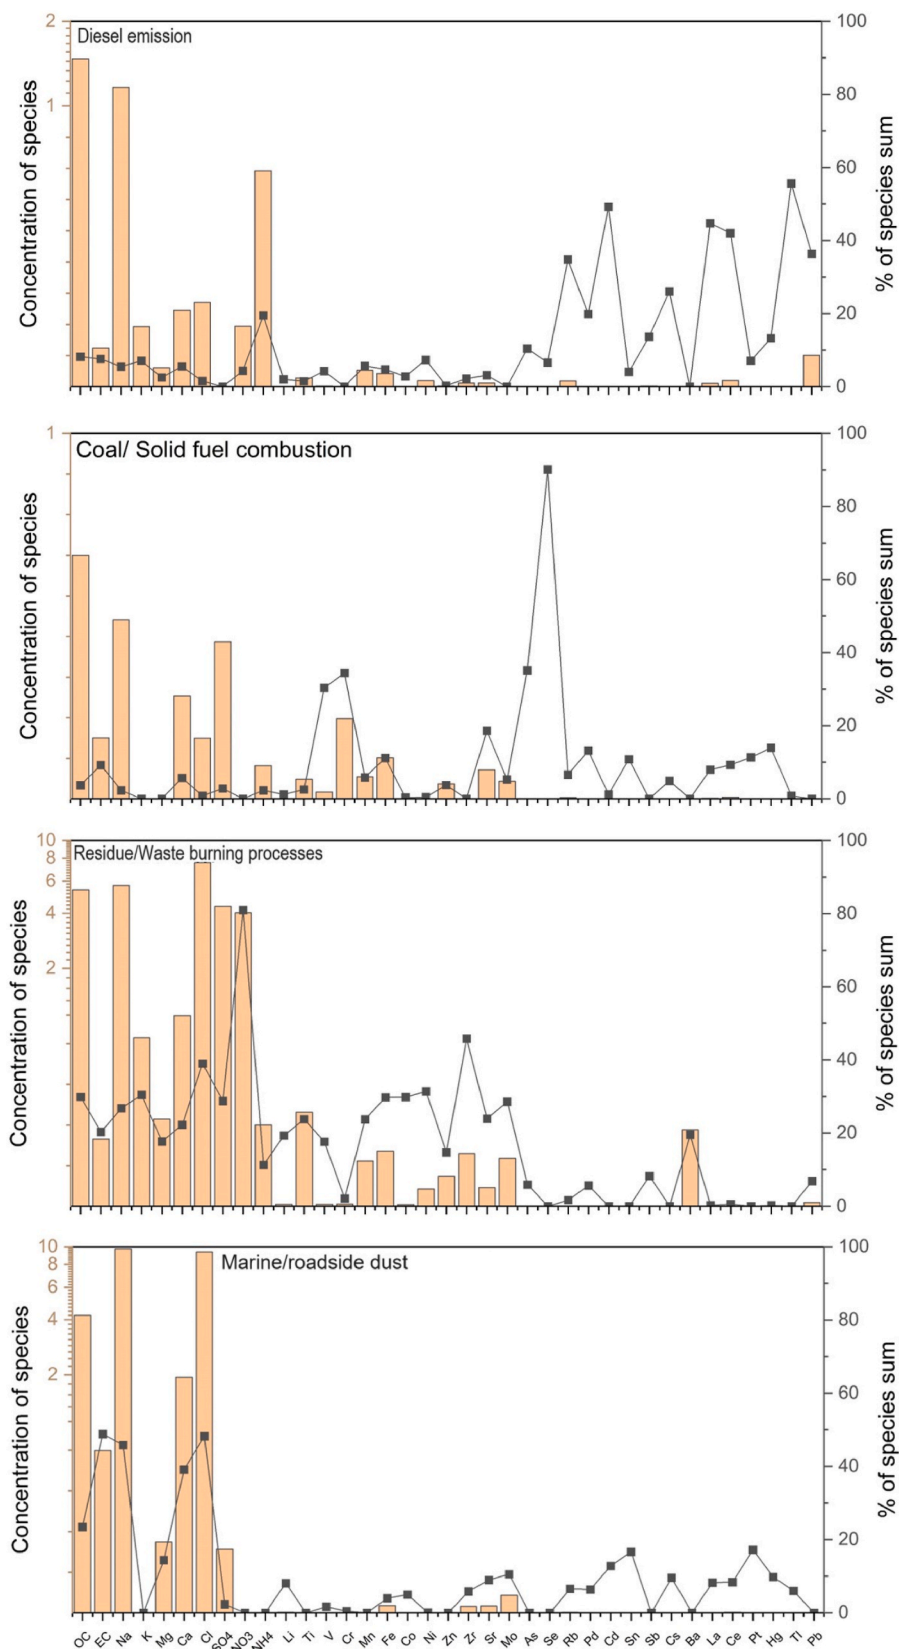 Diesel emission
Concentration of species
2
1
100
80
60
40
20
0
% of species sum
Coal/ Solid fuel combustion
Concentration of species
1
100
80
60
40
20
0
% of species sum
Residue/Waste burning processes
Concentration of species
10
8
6
4
2
100
80
60
40
20
0
% of species sum
Marine/roadside dust
Concentration of species
10
8
6
4
2
100
80
60
40
20
0
% of species sum
OC EC Na K Mg Ca Cl SO4 NO3 NH4 Li Ti V Cr Mn Fe Co Ni Zn Zr Sr Mo As Se Rb Pd Cd Sn Sb Cs Ba La Ce Pt Hg Tl Pb